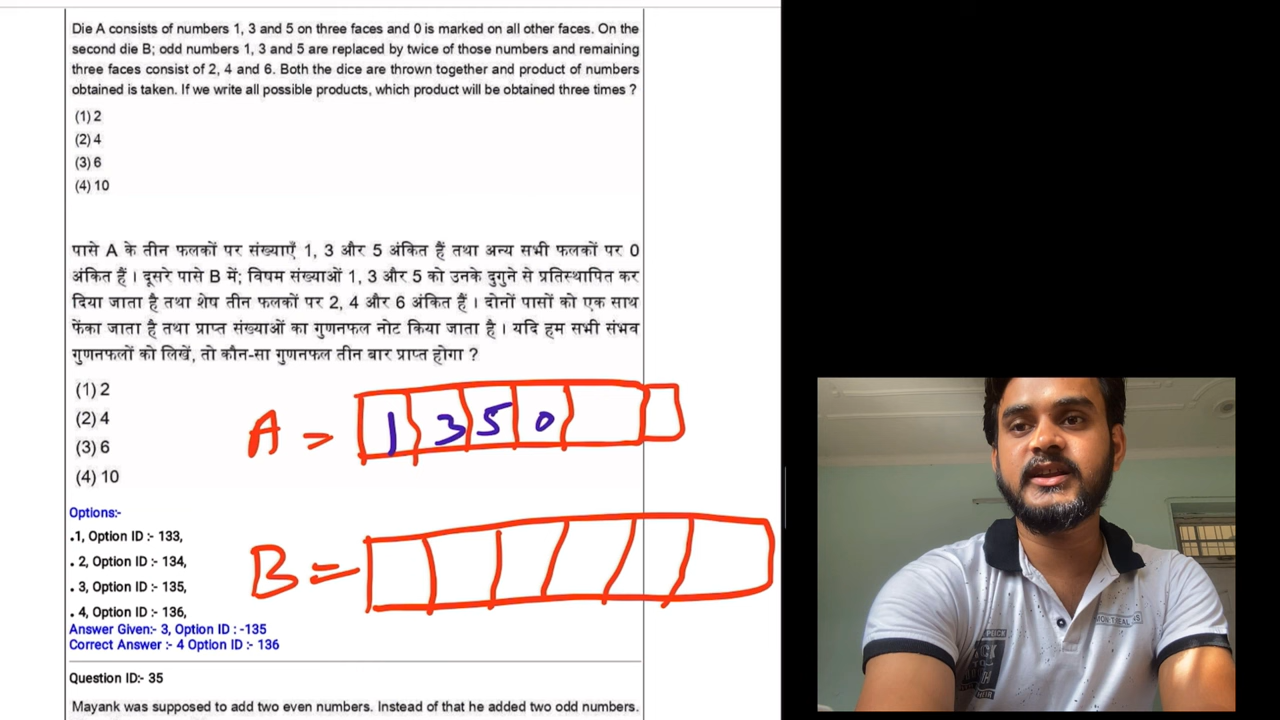 Die A consists of numbers 1, 3 and 5 on three faces and 0 is marked on all other faces. On the
second die B; odd numbers 1, 3 and 5 are replaced by twice of those numbers and remaining
three faces consist of 2, 4 and 6. Both the dice are thrown together and product of numbers
obtained is taken. If we write all possible products, which product will be obtained three times ?
(1) 2
(2) 4
(3) 6
(4) 10
पासे A के तीन फलकों पर संख्याएँ 1, 3 और 5 अंकित हैं तथा अन्य सभी फलकों पर 0
अंकित हैं । दूसरे पासे B में; विषम संख्याओं 1, 3 और 5 को उनके दुगुने से प्रतिस्थापित कर
दिया जाता है तथा शेष तीन फलकों पर 2, 4 और 6 अंकित हैं । दोनों पासों को एक साथ
फेंका जाता है तथा प्राप्त संख्याओं का गुणनफल नोट किया जाता है । यदि हम सभी संभव
गुणनफलों को लिखें, तो कौन-सा गुणनफल तीन बार प्राप्त होगा ?
(1) 2
(2) 4
(3) 6
(4) 10
A = 1 3 5 0
B =
Options:-
.1, Option ID :- 133,
. 2, Option ID :- 134,
. 3, Option ID :- 135,
. 4, Option ID :- 136,
Answer Given:- 3, Option ID : -135
Correct Answer :- 4 Option ID :- 136
Question ID:- 35
Mayank was supposed to add two even numbers. Instead of that he added two odd numbers.